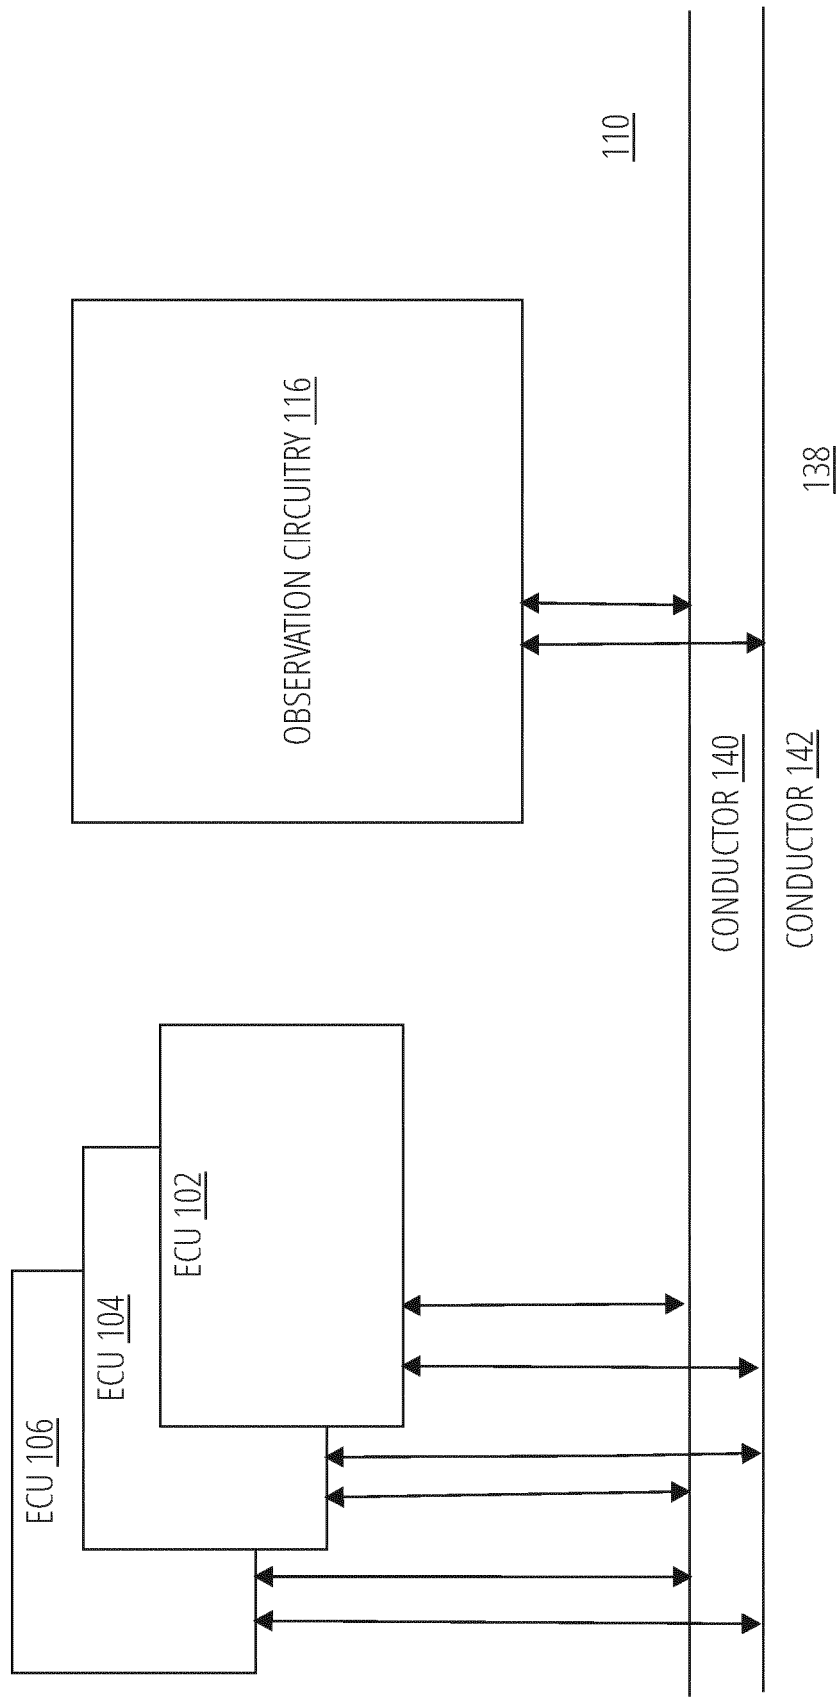 ECU 106
ECU 104
ECU 102
OBSERVATION CIRCUITRY 116
110
CONDUCTOR 140
CONDUCTOR 142
138